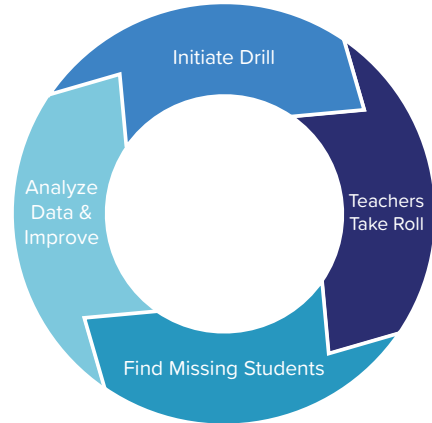 Initiate Drill
Teachers
Take Roll
Find Missing Students
Analyze
Data &
Improve